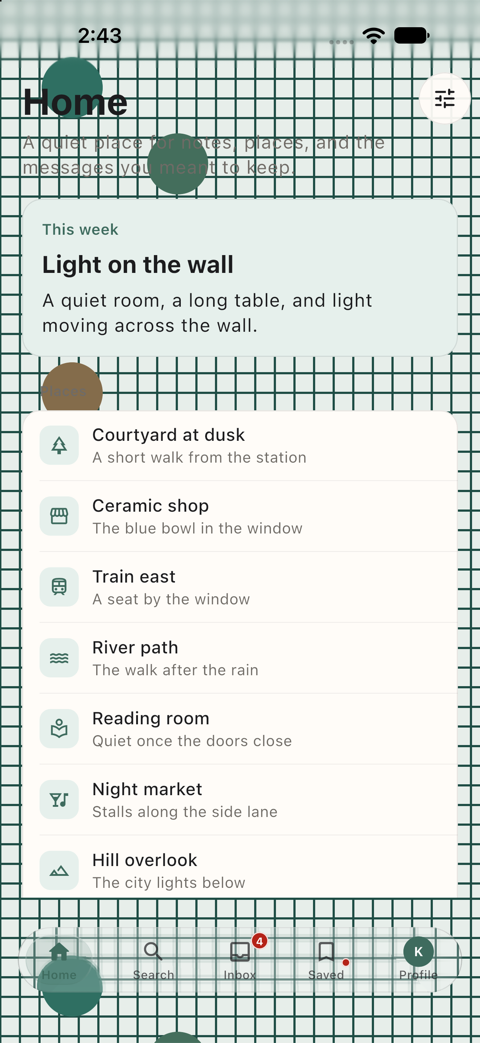 2:43
Home
A quiet place for notes, places, and the
messages you meant to keep.
This week
Light on the wall
A quiet room, a long table, and light
moving across the wall.
Courtyard at dusk
A short walk from the station
Ceramic shop
The blue bowl in the window
Train east
A seat by the window
River path
The walk after the rain
Reading room
Quiet once the doors close
Night market
Stalls along the side lane
Hill overlook
The city lights below
4
K
Home
Search
Inbox
Saved
Profile